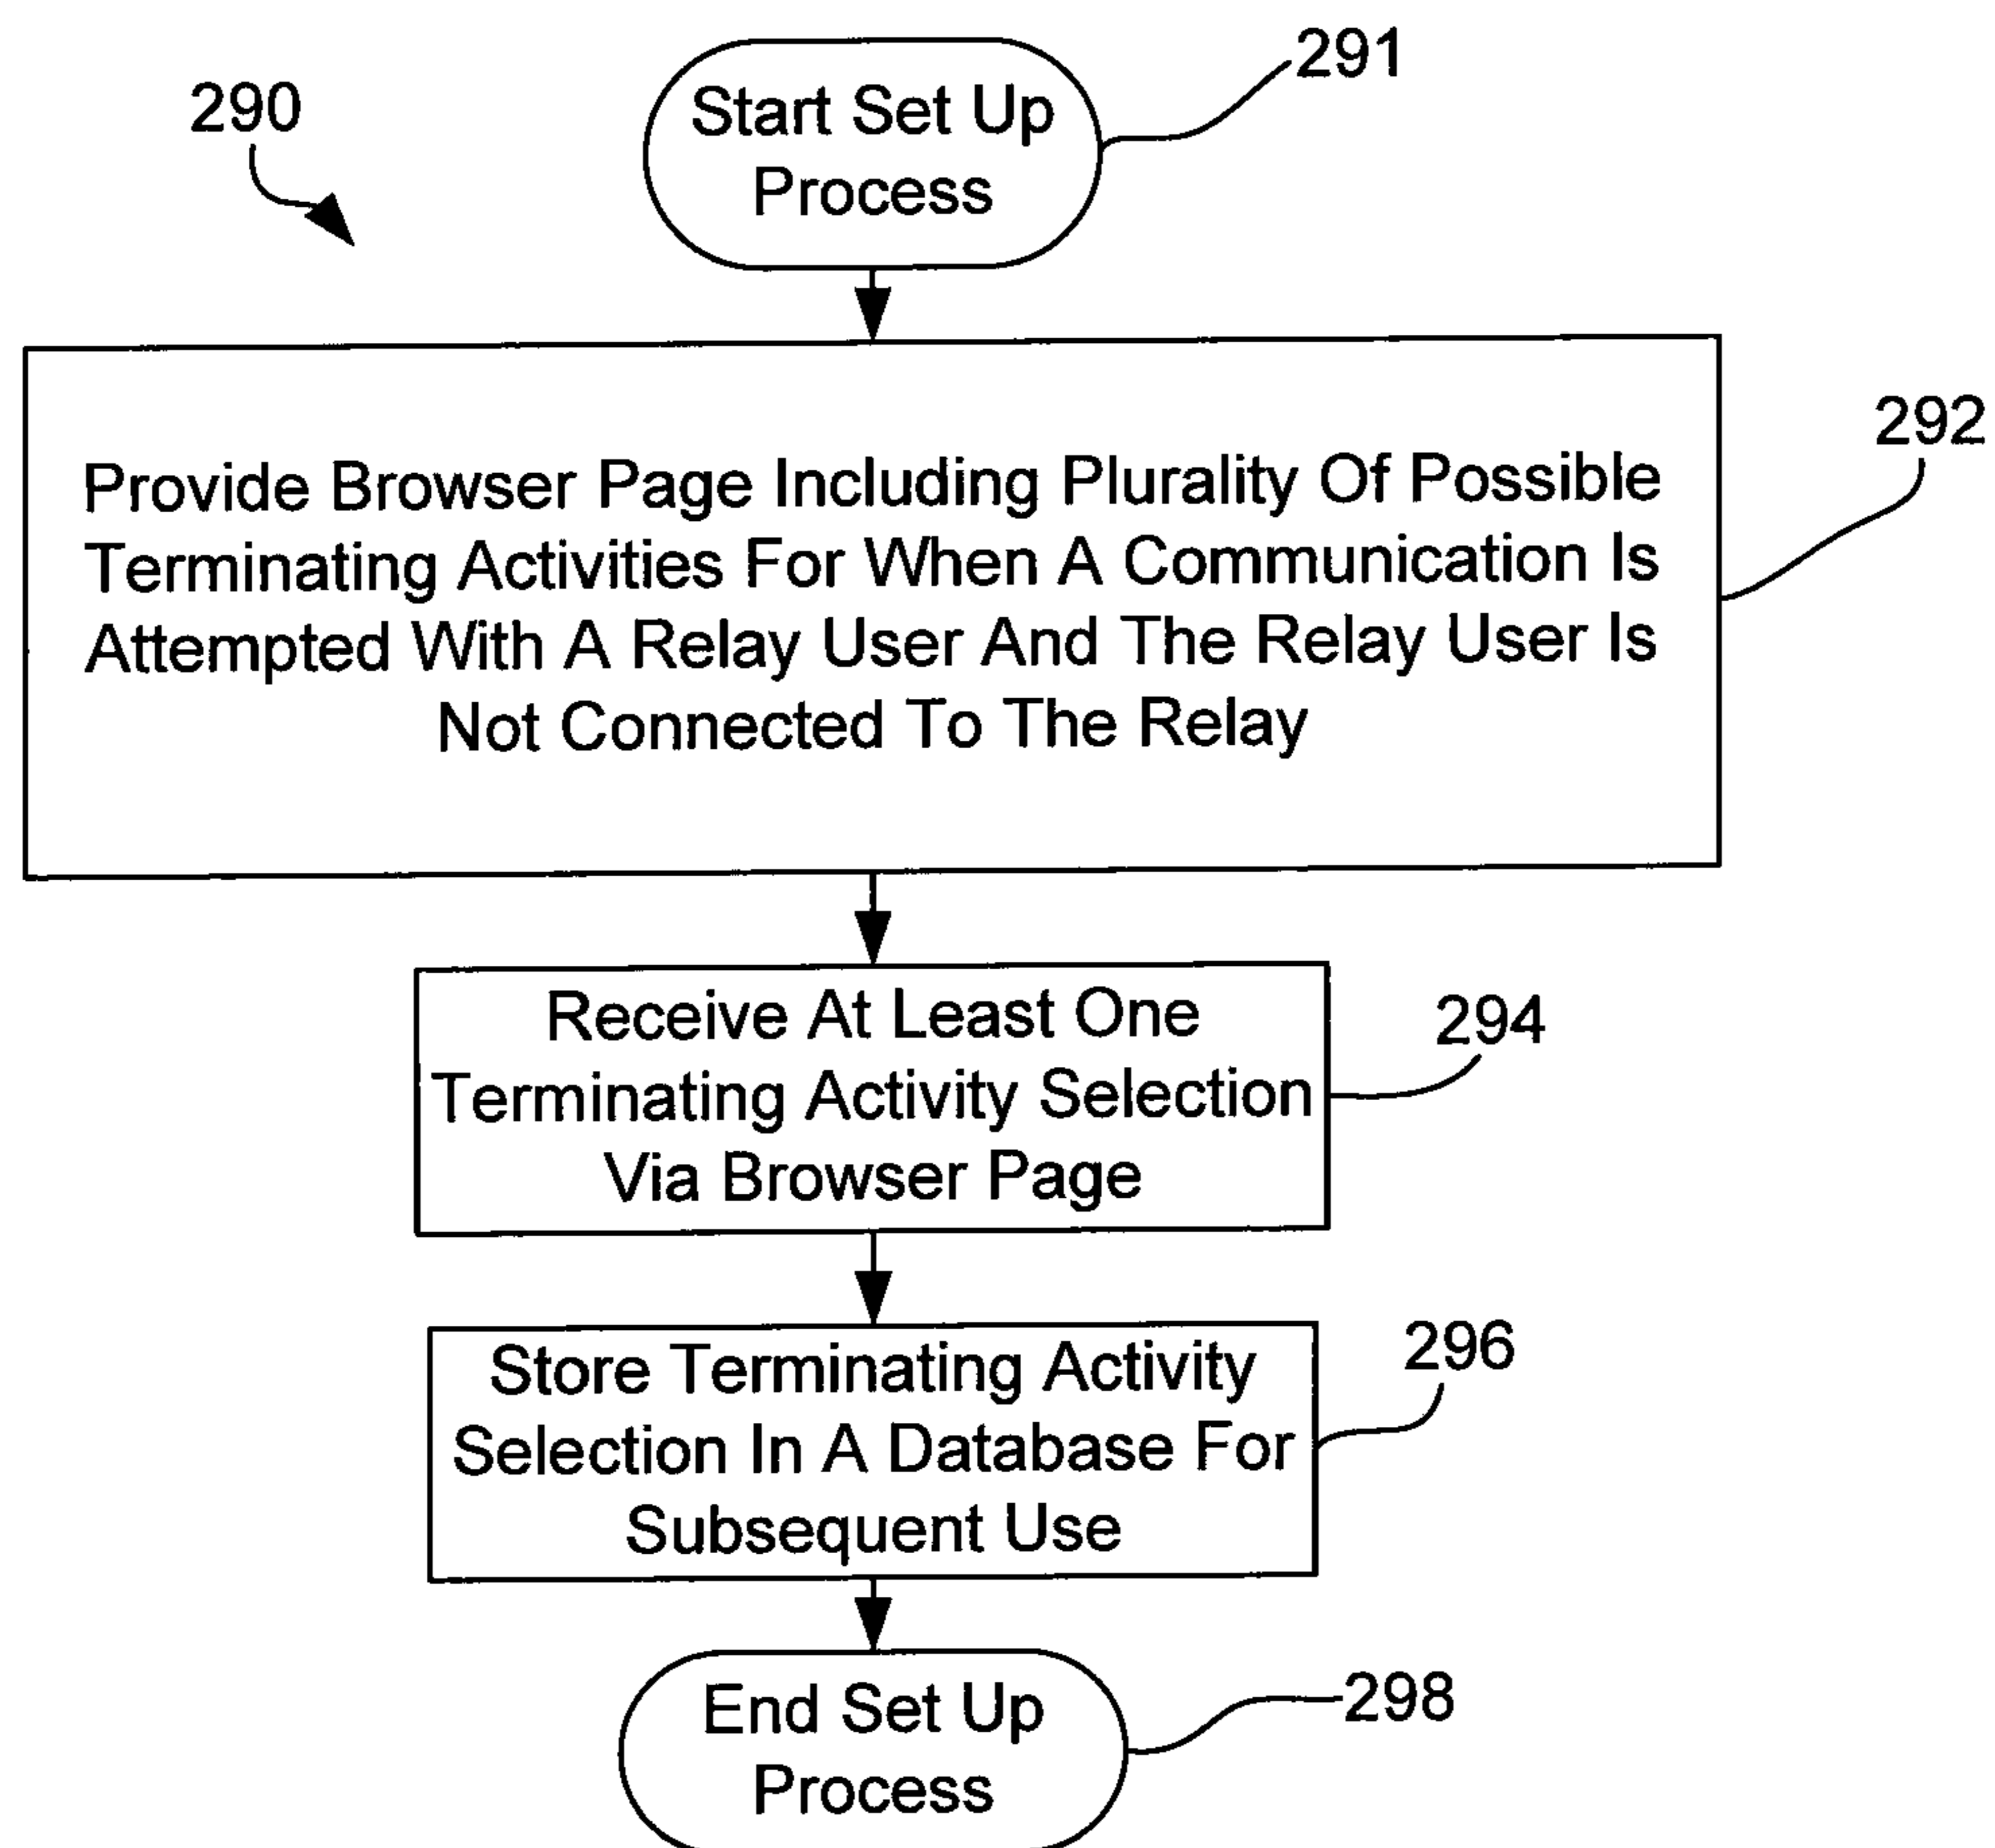 290
Start Set Up
Process
291
Provide Browser Page Including Plurality Of Possible
Terminating Activities For When A Communication Is
Attempted With A Relay User And The Relay User Is
Not Connected To The Relay
292
Receive At Least One
Terminating Activity Selection
Via Browser Page
294
Store Terminating Activity
Selection In A Database For
Subsequent Use
296
End Set Up
Process
298